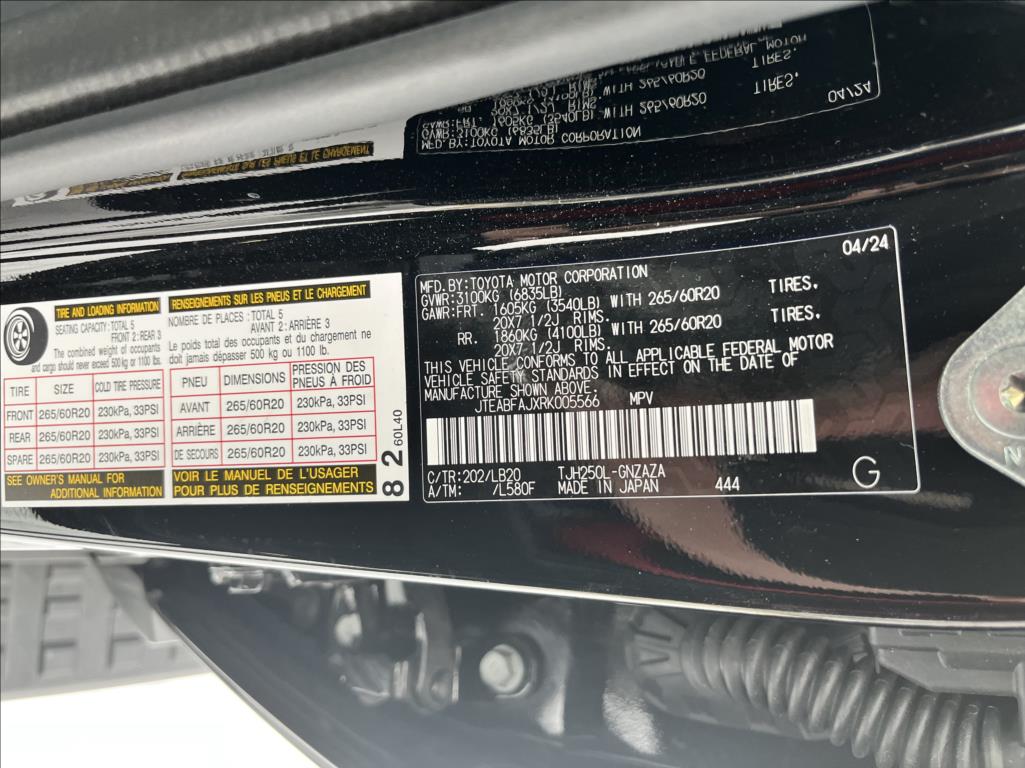 TIRE AND LOADING INFORMATION
SEATING CAPACITY: TOTAL 5
FRONT 2: REAR 3
The combined weight of occupants
and cargo should never exceed 500 kg or 1100 lbs.
TIRE SIZE COLD TIRE PRESSURE
FRONT 265/60R20 230kPa, 33PSI
REAR 265/60R20 230kPa, 33PSI
SPARE 265/60R20 230kPa, 33PSI
SEE OWNER'S MANUAL FOR
ADDITIONAL INFORMATION
RENSEIGNEMENTS SUR LES PNEUS ET LE CHARGEMENT
NOMBRE DE PLACES : TOTAL 5
AVANT 2 : ARRIÈRE 3
Le poids total des occupants et du chargement ne
doit jamais dépasser 500 kg ou 1100 lb.
PNEU DIMENSIONS PRESSION DES
PNEUS À FROID
AVANT 265/60R20 230kPa, 33PSI
ARRIÈRE 265/60R20 230kPa, 33PSI
DE SECOURS 265/60R20 230kPa, 33PSI
VOIR LE MANUEL DE L'USAGER
POUR PLUS DE RENSEIGNEMENTS
8 2 60L40
04/24
MFD. BY: TOYOTA MOTOR CORPORATION
GVWR: 3100KG (6835LB)
GAWR: FRT. 1605KG (3540LB) WITH 265/60R20 TIRES.
20X7-1/2J RIMS.
RR. 1860KG (4100LB) WITH 265/60R20 TIRES.
20X7-1/2J RIMS.
THIS VEHICLE CONFORMS TO ALL APPLICABLE FEDERAL MOTOR
VEHICLE SAFETY STANDARDS IN EFFECT ON THE DATE OF
MANUFACTURE SHOWN ABOVE.
JTEABFAJXRK005566 MPV
C/TR: 202/LB20 TJH250L-GNZAZA
A/TM: /L580F MADE IN JAPAN 444
G
N